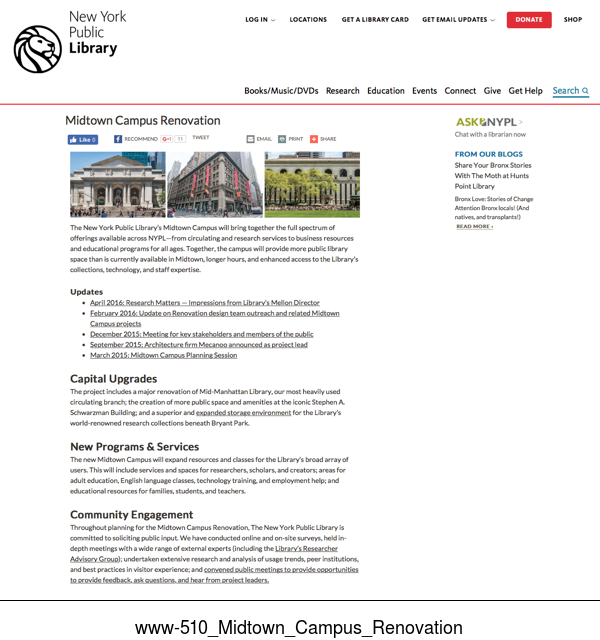 New York
Public
Library
LOG IN
LOCATIONS
GET A LIBRARY CARD
GET EMAIL UPDATES
DONATE
SHOP
Books/Music/DVDs
Research
Education
Events
Connect
Give
Get Help
Search
Midtown Campus Renovation
Like 0
RECOMMEND
G+1
11
TWEET
EMAIL
PRINT
SHARE
The New York Public Library's Midtown Campus will bring together the full spectrum of
offerings available across NYPL—from circulating and research services to business resources
and educational programs for all ages. Together, the campus will provide more public library
space than is currently available in Midtown, longer hours, and enhanced access to the Library's
collections, technology, and staff expertise.
Updates
• April 2016: Research Matters — Impressions from Library's Mellon Director
• February 2016: Update on Renovation design team outreach and related Midtown
Campus projects
• December 2015: Meeting for key stakeholders and members of the public
• September 2015: Architecture firm Mecanoo announced as project lead
• March 2015: Midtown Campus Planning Session
Capital Upgrades
The project includes a major renovation of Mid-Manhattan Library, our most heavily used
circulating branch; the creation of more public space and amenities at the iconic Stephen A.
Schwarzman Building; and a superior and expanded storage environment for the Library's
world-renowned research collections beneath Bryant Park.
New Programs & Services
The new Midtown Campus will expand resources and classes for the Library's broad array of
users. This will include services and spaces for researchers, scholars, and creators; areas for
adult education, English language classes, technology training, and employment help; and
educational resources for families, students, and teachers.
Community Engagement
Throughout planning for the Midtown Campus Renovation, The New York Public Library is
committed to soliciting public input. We have conducted online and on-site surveys, held in-
depth meetings with a wide range of external experts (including the Library's Researcher
Advisory Group); undertaken extensive research and analysis of usage trends, peer institutions,
and best practices in visitor experience; and convened public meetings to provide opportunities
to provide feedback, ask questions, and hear from project leaders.
ASK NYPL >
Chat with a librarian now
FROM OUR BLOGS
Share Your Bronx Stories
With The Moth at Hunts
Point Library
Bronx Love: Stories of Change
Attention Bronx locals! (And
natives, and transplants!)
READ MORE ›
www-510_Midtown_Campus_Renovation